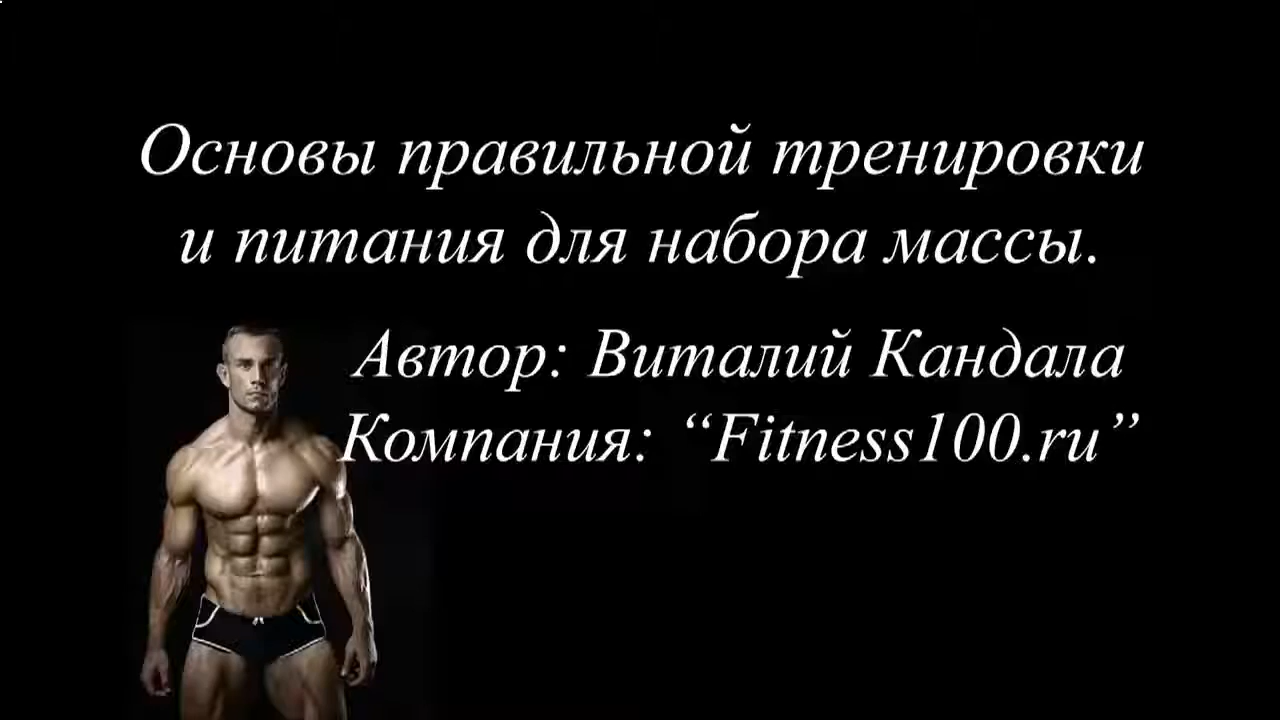 Основы правильной тренировки
и питания для набора массы.
Автор: Виталий Кандала
Компания: “Fitness100.ru”